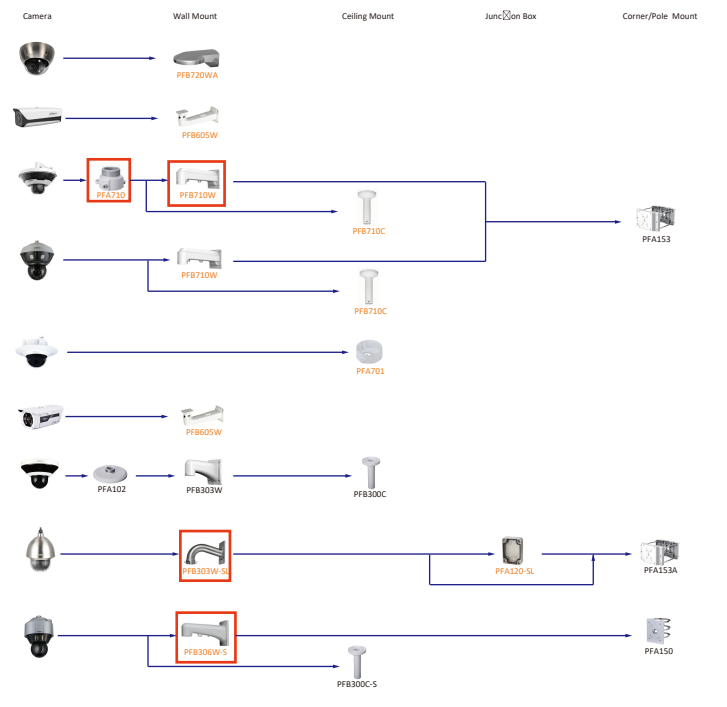 Camera
Wall Mount
Ceiling Mount
Junc☒on Box
Corner/Pole Mount
PFB720WA
PFB605W
PFA710
PFB710W
PFB710C
PFA153
PFB710W
PFB710C
PFA701
PFB605W
PFA102
PFB303W
PFB300C
PFB303W-SL
PFA120-SL
PFA153A
PFB306W-S
PFA150
PFB300C-S